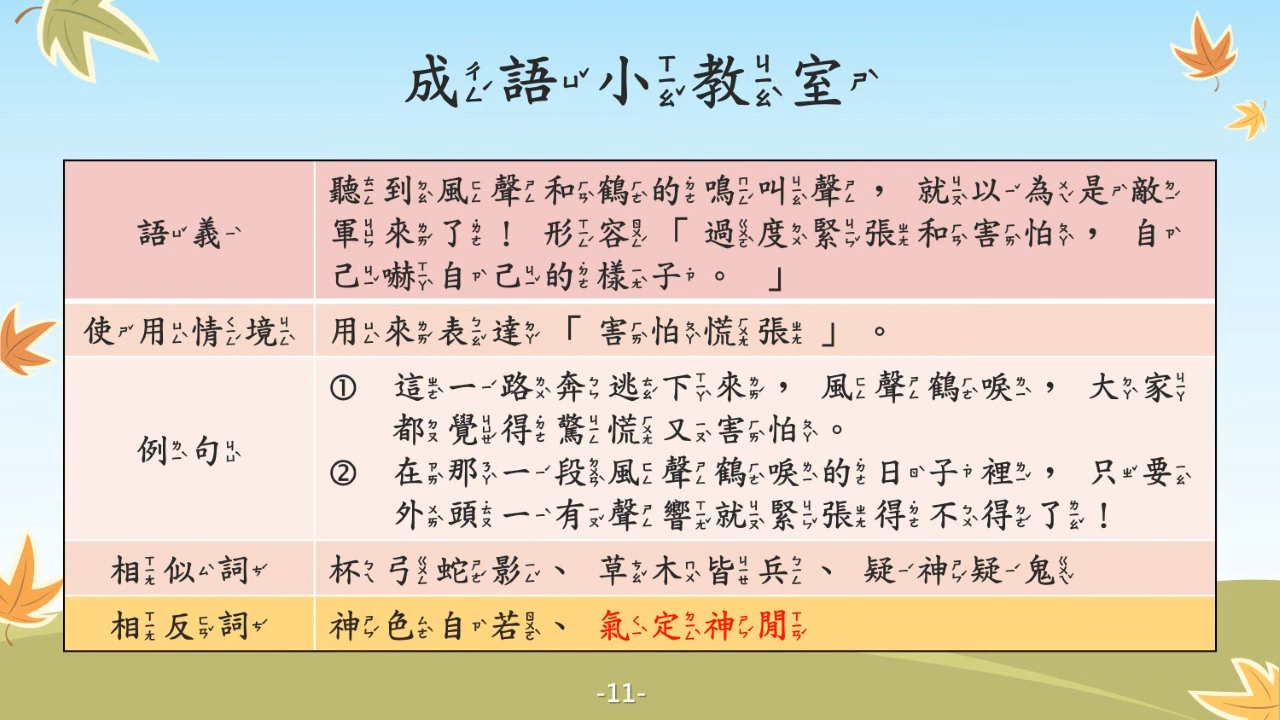 成語小教室
語義
聽到風聲和鶴的鳴叫聲，就以為是敵
軍來了！形容「過度緊張和害怕，自
己嚇自己的樣子。」
使用情境
用來表達「害怕慌張」。
例句
① 這一路奔逃下來，風聲鶴唳，大家
都覺得驚慌又害怕。
② 在那一段風聲鶴唳的日子裡，只要
外頭一有聲響就緊張得不得了！
相似詞
杯弓蛇影、草木皆兵、疑神疑鬼
相反詞
神色自若、氣定神閒
-11-